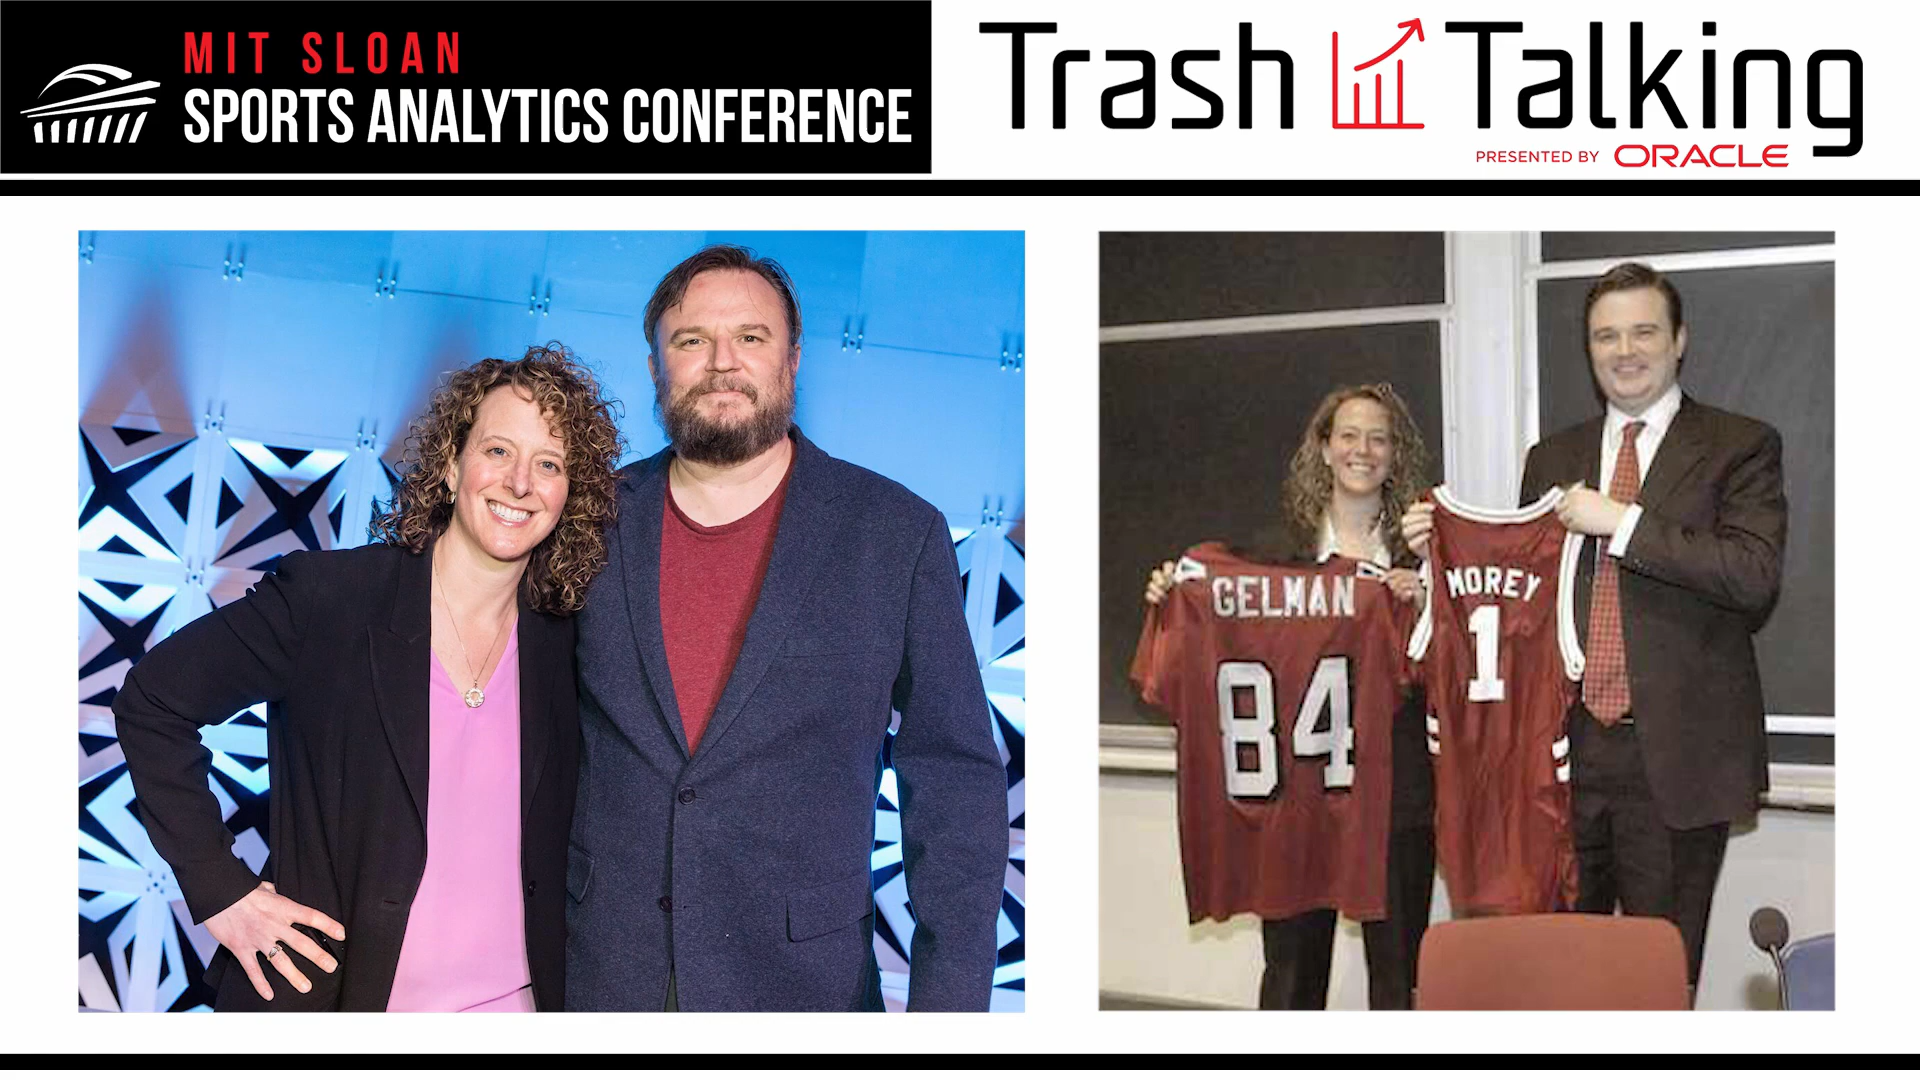 MIT SLOAN
SPORTS ANALYTICS CONFERENCE
Trash Talking
PRESENTED BY ORACLE
GELMAN
84
MOREY
1